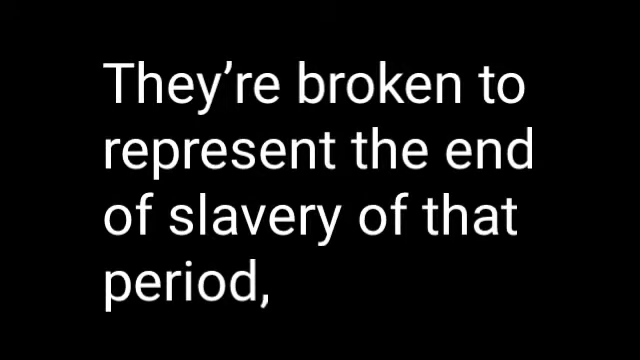 They’re broken to
represent the end
of slavery of that
period,